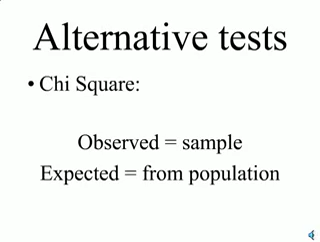 Alternative tests
• Chi Square:
Observed = sample
Expected = from population